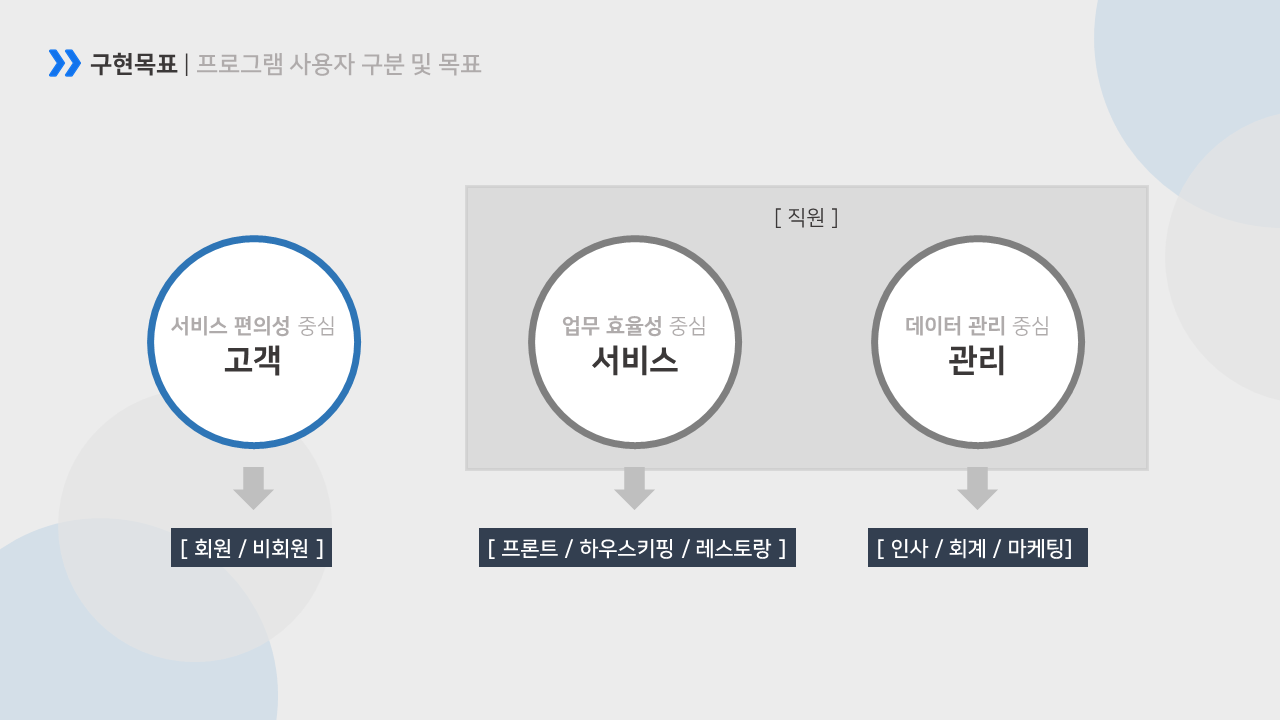 구현목표 | 프로그램 사용자 구분 및 목표
[ 직원 ]
서비스 편의성 중심
고객
업무 효율성 중심
서비스
데이터 관리 중심
관리
[ 회원 / 비회원 ]
[ 프론트 / 하우스키핑 / 레스토랑 ]
[ 인사 / 회계 / 마케팅]